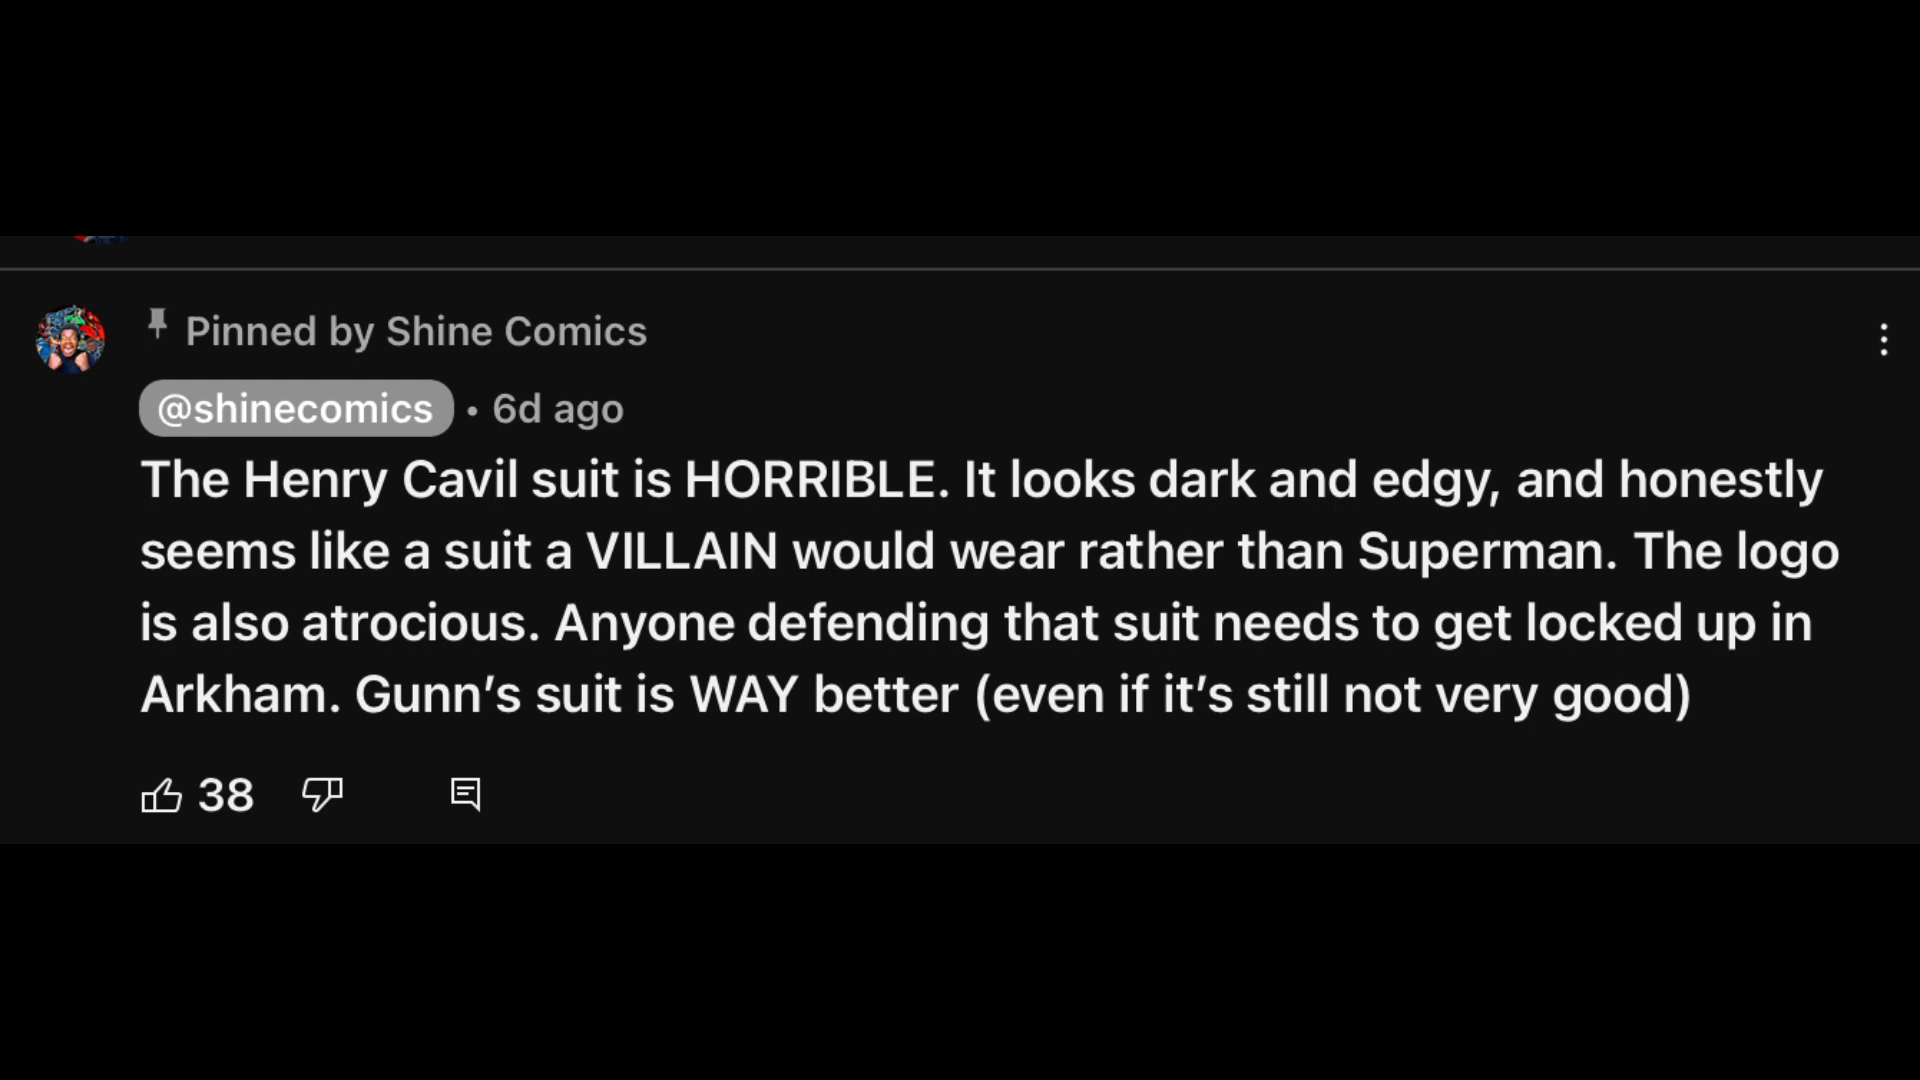 Pinned by Shine Comics
@shinecomics • 6d ago
The Henry Cavil suit is HORRIBLE. It looks dark and edgy, and honestly
seems like a suit a VILLAIN would wear rather than Superman. The logo
is also atrocious. Anyone defending that suit needs to get locked up in
Arkham. Gunn’s suit is WAY better (even if it’s still not very good)
38